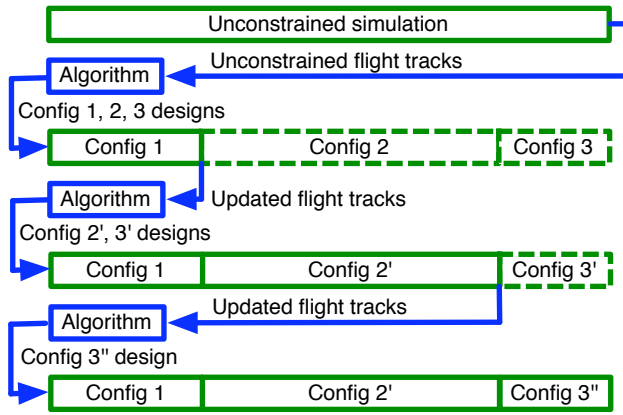 Unconstrained simulation
Unconstrained flight tracks
Algorithm
Config 1, 2, 3 designs
Config 1 Config 2 Config 3
Algorithm
Updated flight tracks
Config 2', 3' designs
Config 1 Config 2' Config 3'
Updated flight tracks
Algorithm
Config 3" design
Config 1 Config 2' Config 3"